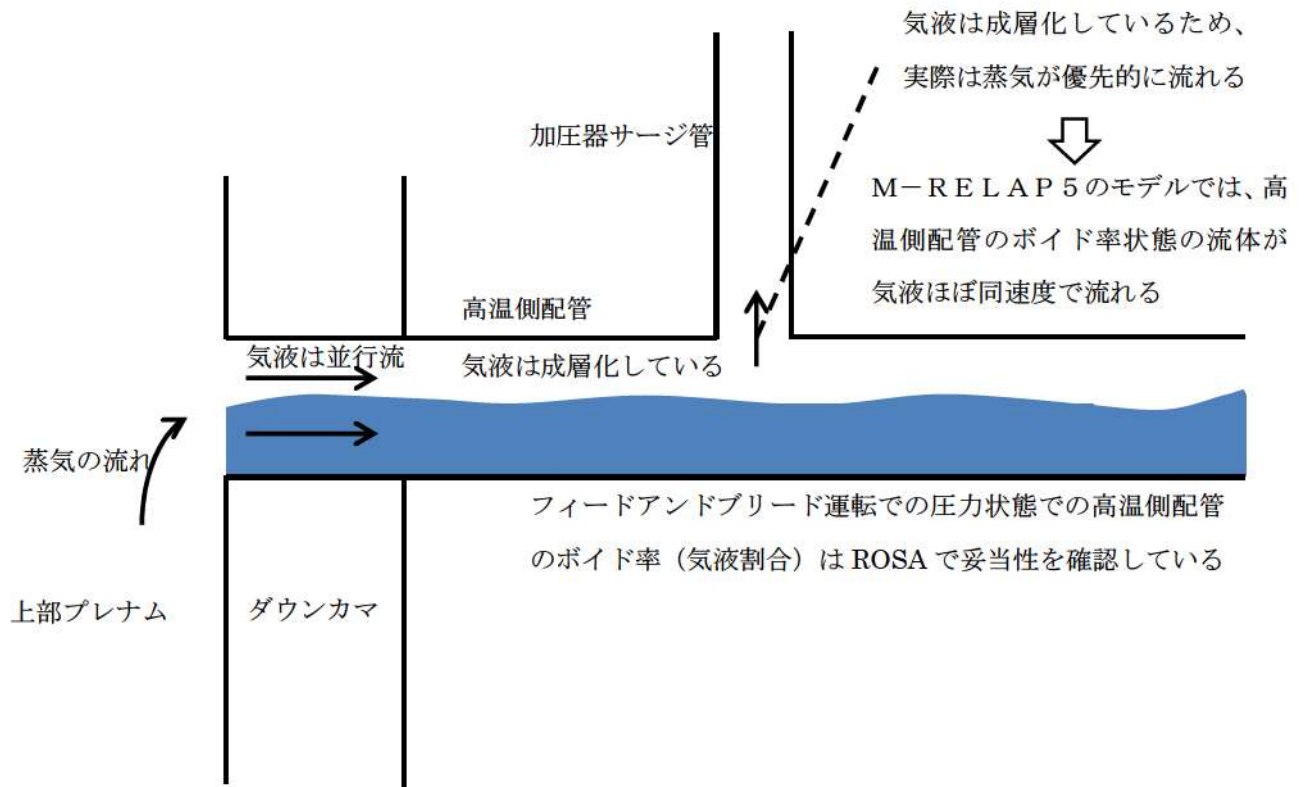 気液は成層化しているため、
実際は蒸気が優先的に流れる
M－ＲＥＬＡＰ５のモデルでは、高
温側配管のボイド率状態の流体が
気液ほぼ同速度で流れる
加圧器サージ管
高温側配管
気液は並行流
気液は成層化している
蒸気の流れ
フィードアンドブリード運転での圧力状態での高温側配管
のボイド率（気液割合）は ROSA で妥当性を確認している
上部プレナム
ダウンカマ